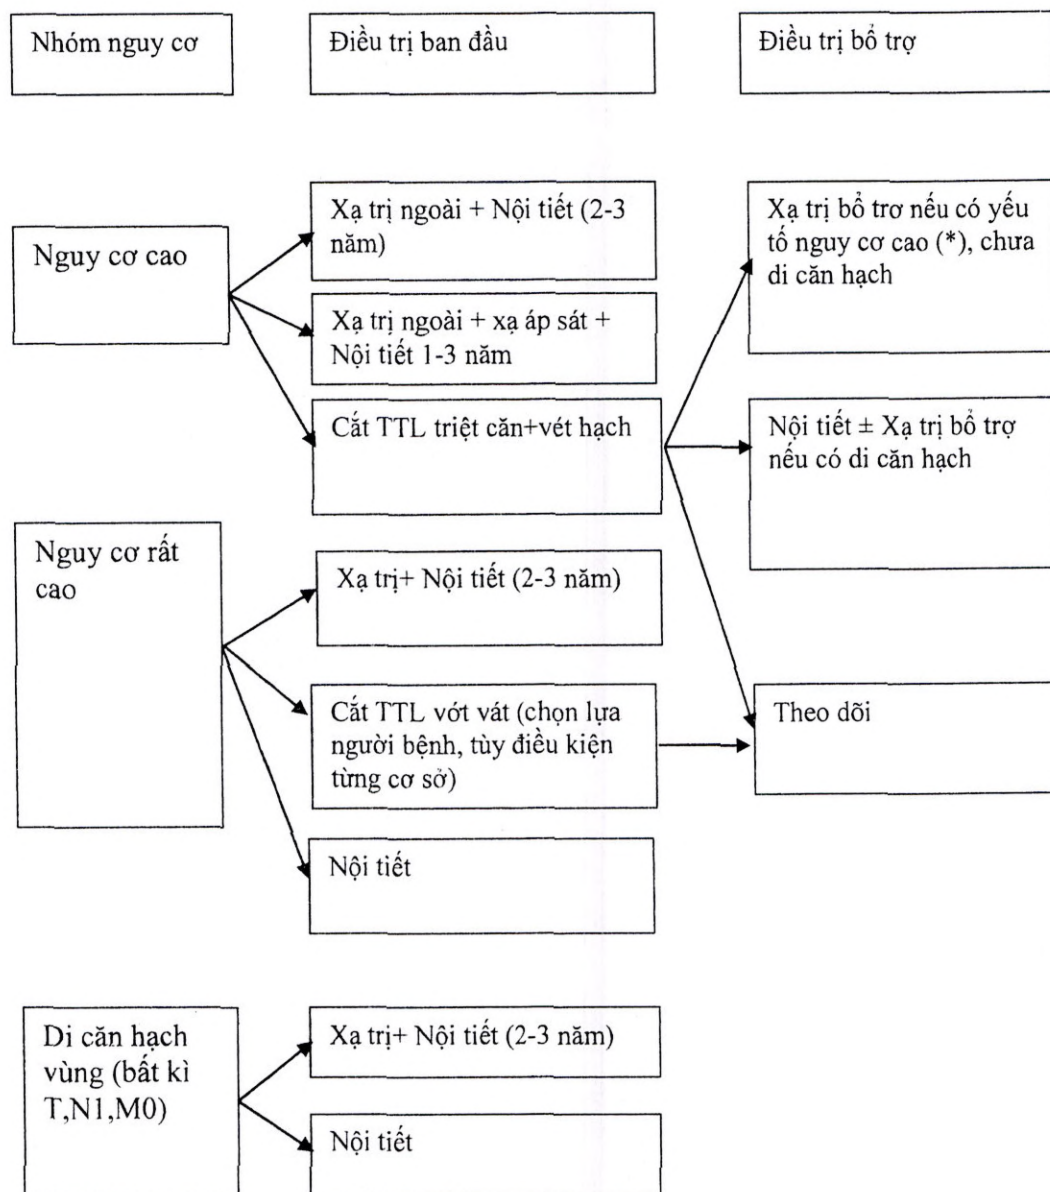 Nhóm nguy cơ
Điều trị ban đầu
Điều trị bổ trợ
Nguy cơ cao
Xạ trị ngoài + Nội tiết (2-3
năm)
Xạ trị ngoài + xạ áp sát +
Nội tiết 1-3 năm
Cắt TTL triệt căn+vét hạch
Xạ trị bổ trơ nếu có yếu
tố nguy cơ cao (*), chưa
di căn hạch
Nội tiết ± Xạ trị bổ trợ
nếu có di căn hạch
Nguy cơ rất
cao
Xạ trị+ Nội tiết (2-3 năm)
Cắt TTL vớt vát (chọn lựa
người bệnh, tùy điều kiện
từng cơ sở)
Nội tiết
Theo dõi
Di căn hạch
vùng (bất kì
T,N1,M0)
Xạ trị+ Nội tiết (2-3 năm)
Nội tiết